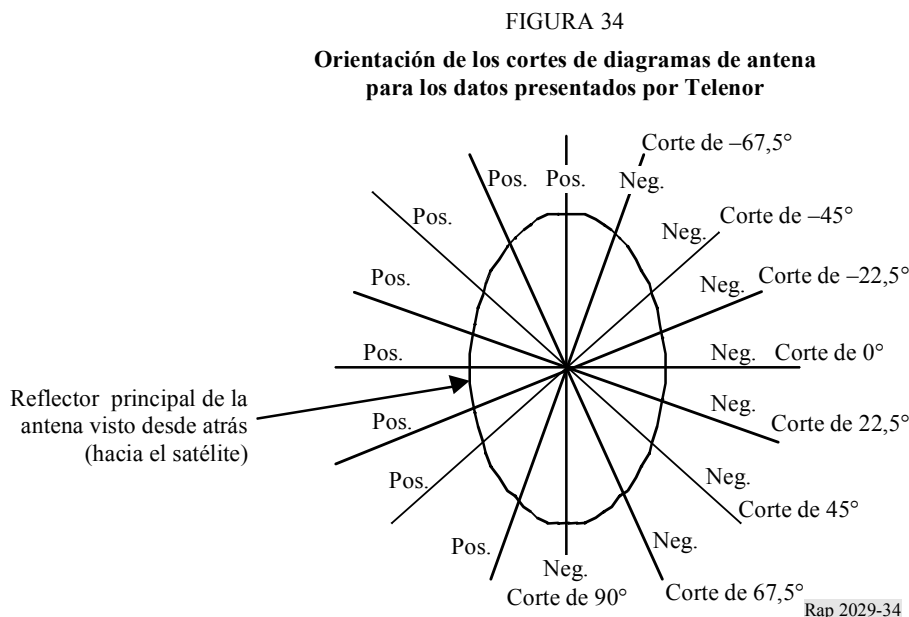 FIGURA 34
Orientación de los cortes de diagramas de antena
para los datos presentados por Telenor
Corte de –67,5°
Pos.
Pos.
Neg.
Pos.
Corte de –45°
Neg.
Pos.
Neg.
Corte de –22,5°
Pos.
Neg.
Corte de 0°
Reflector principal de la
antena visto desde atrás
(hacia el satélite)
Pos.
Neg.
Corte de 22,5°
Pos.
Neg.
Corte de 45°
Pos.
Neg.
Neg.
Corte de 90°
Corte de 67,5°
Rap 2029-34